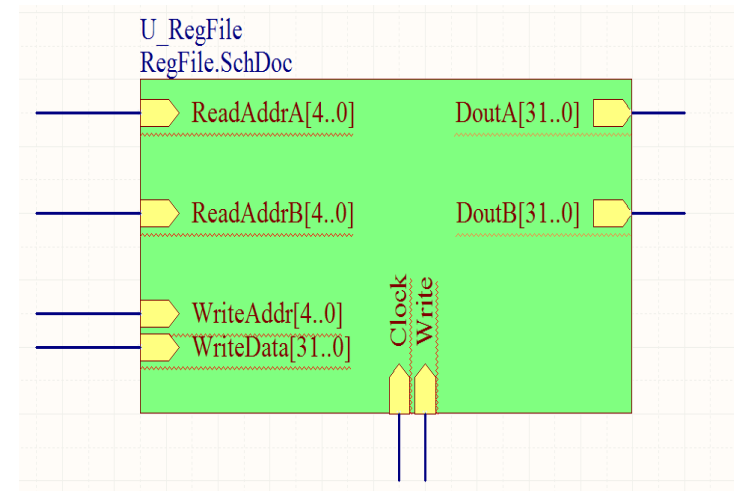 U_RegFile
RegFile.SchDoc
ReadAddrA[4..0]
DoutA[31..0]
ReadAddrB[4..0]
DoutB[31..0]
WriteAddr[4..0]
WriteData[31..0]
Clock
Write